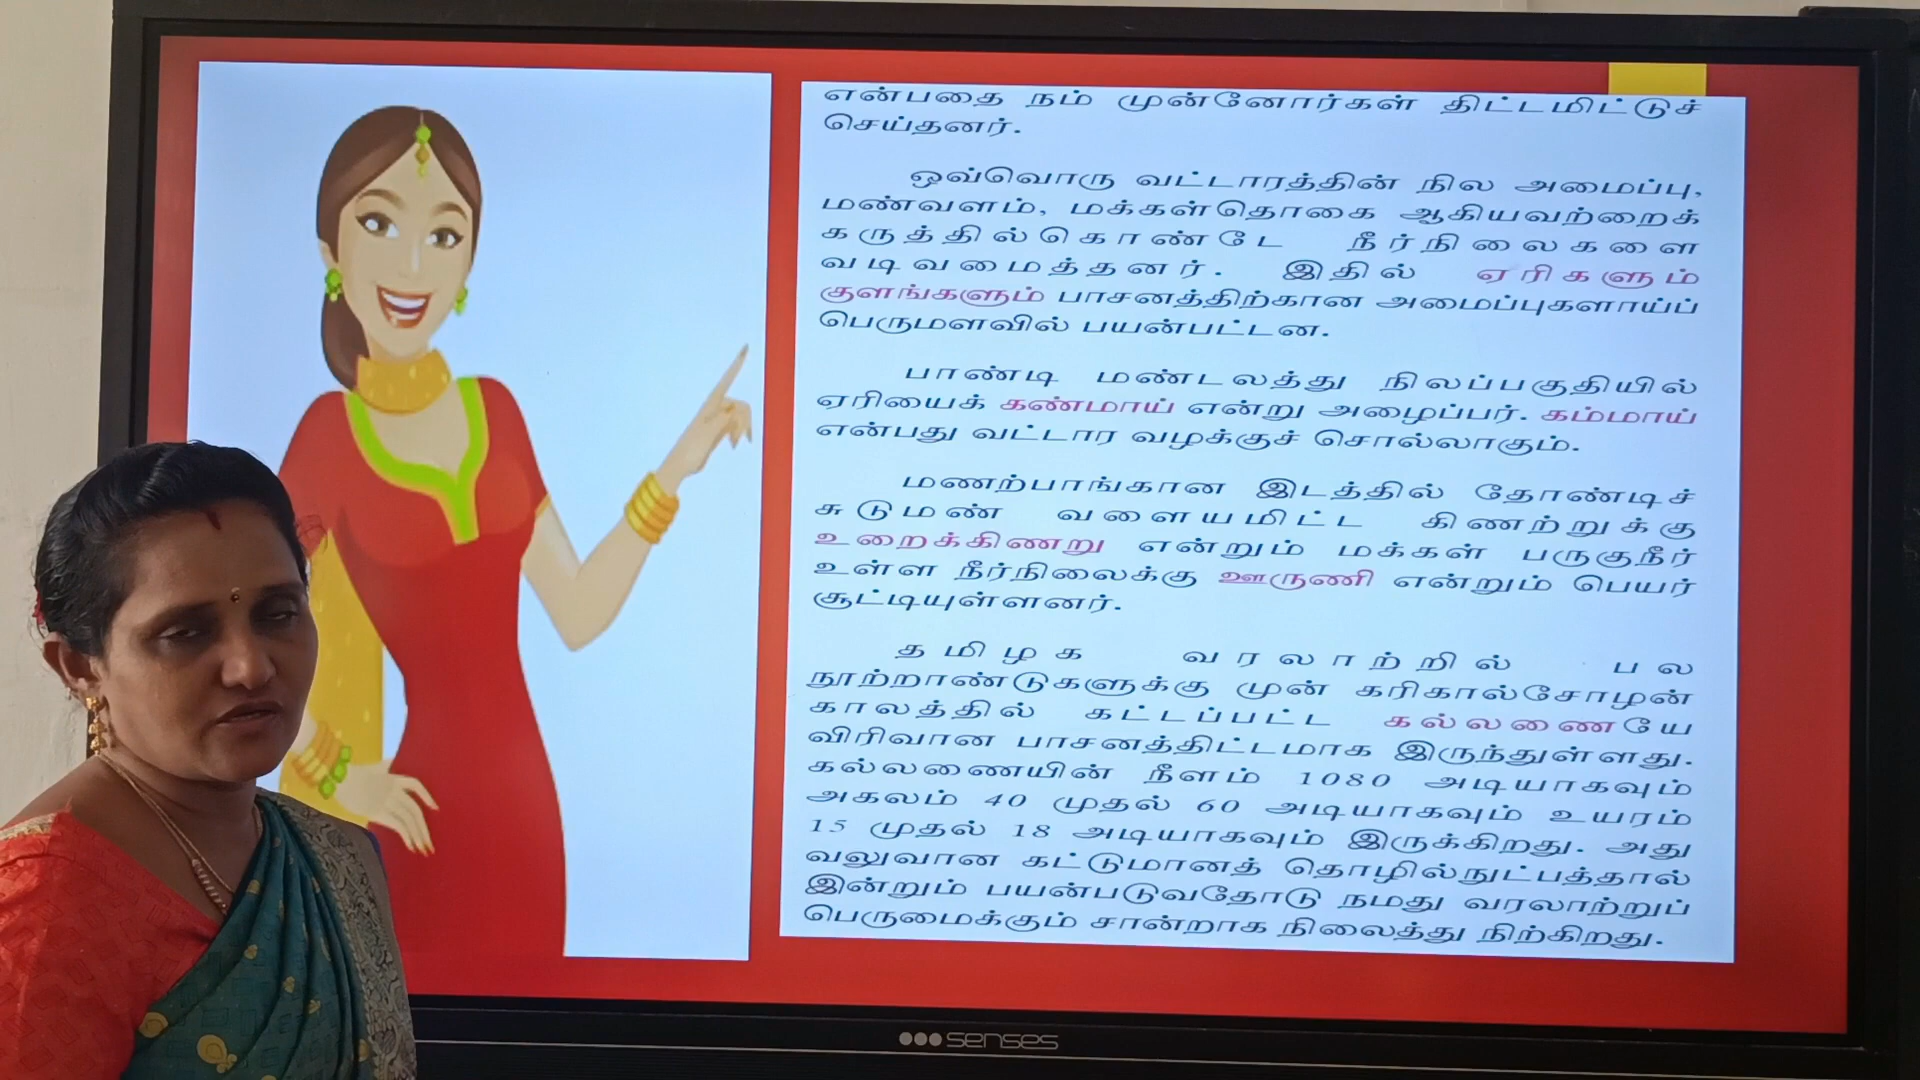 என்பதை நம் முன்னோர்கள் திட்டமிட்டுச்
செய்தனர்.
ஒவ்வொரு வட்டாரத்தின் நில அமைப்பு,
மண்வளம், மக்கள்தொகை ஆகியவற்றைக்
கருத்தில்கொண்டே நீர்நிலைகளை
வடிவமைத்தனர். இதில் ஏரிகளும்
குளங்களும் பாசனத்திற்கான அமைப்புகளாய்ப்
பெருமளவில் பயன்பட்டன.
பாண்டி மண்டலத்து நிலப்பகுதியில்
ஏரியைக் கண்மாய் என்று அழைப்பர். கம்மாய்
என்பது வட்டார வழக்குச் சொல்லாகும்.
மணற்பாங்கான இடத்தில் தோண்டிச்
சுடுமண் வளையமிட்ட கிணற்றுக்கு
உறைக்கிணறு என்றும் மக்கள் பருகுநீர்
உள்ள நீர்நிலைக்கு ஊருணி என்றும் பெயர்
சூட்டியுள்ளனர்.
தமிழக வரலாற்றில் பல
நூற்றாண்டுகளுக்கு முன் கரிகால்சோழன்
காலத்தில் கட்டப்பட்ட கல்லணையே
விரிவான பாசனத்திட்டமாக இருந்துள்ளது.
கல்லணையின் நீளம் 1080 அடியாகவும்
அகலம் 40 முதல் 60 அடியாகவும் உயரம்
15 முதல் 18 அடியாகவும் இருக்கிறது. அது
வலுவான கட்டுமானத் தொழில்நுட்பத்தால்
இன்றும் பயன்படுவதோடு நமது வரலாற்றுப்
பெருமைக்கும் சான்றாக நிலைத்து நிற்கிறது.
senses